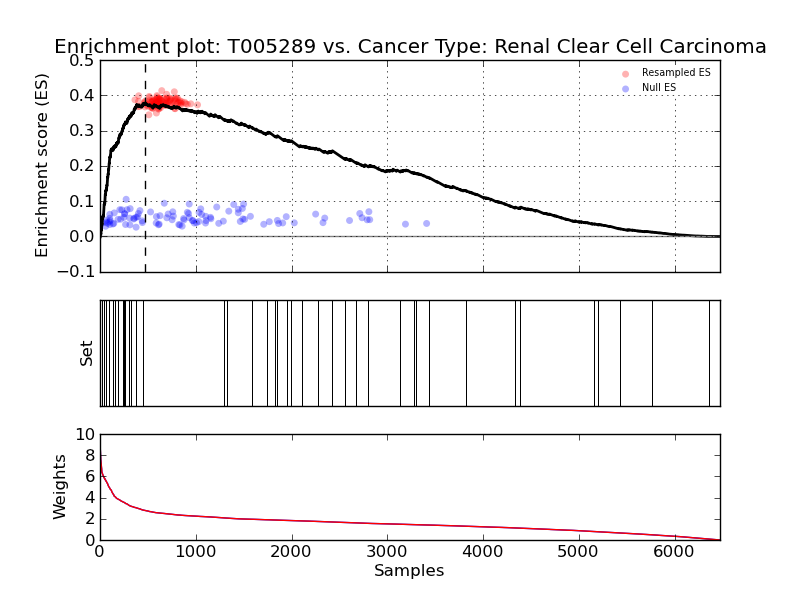 Enrichment plot: T005289 vs. Cancer Type: Renal Clear Cell Carcinoma
0.5
0.4
0.3
0.2
0.1
0.0
−0.1
Enrichment score (ES)
Resampled ES
Null ES
Set
10
8
6
4
2
0
Weights
0 1000 2000 3000 4000 5000 6000
Samples